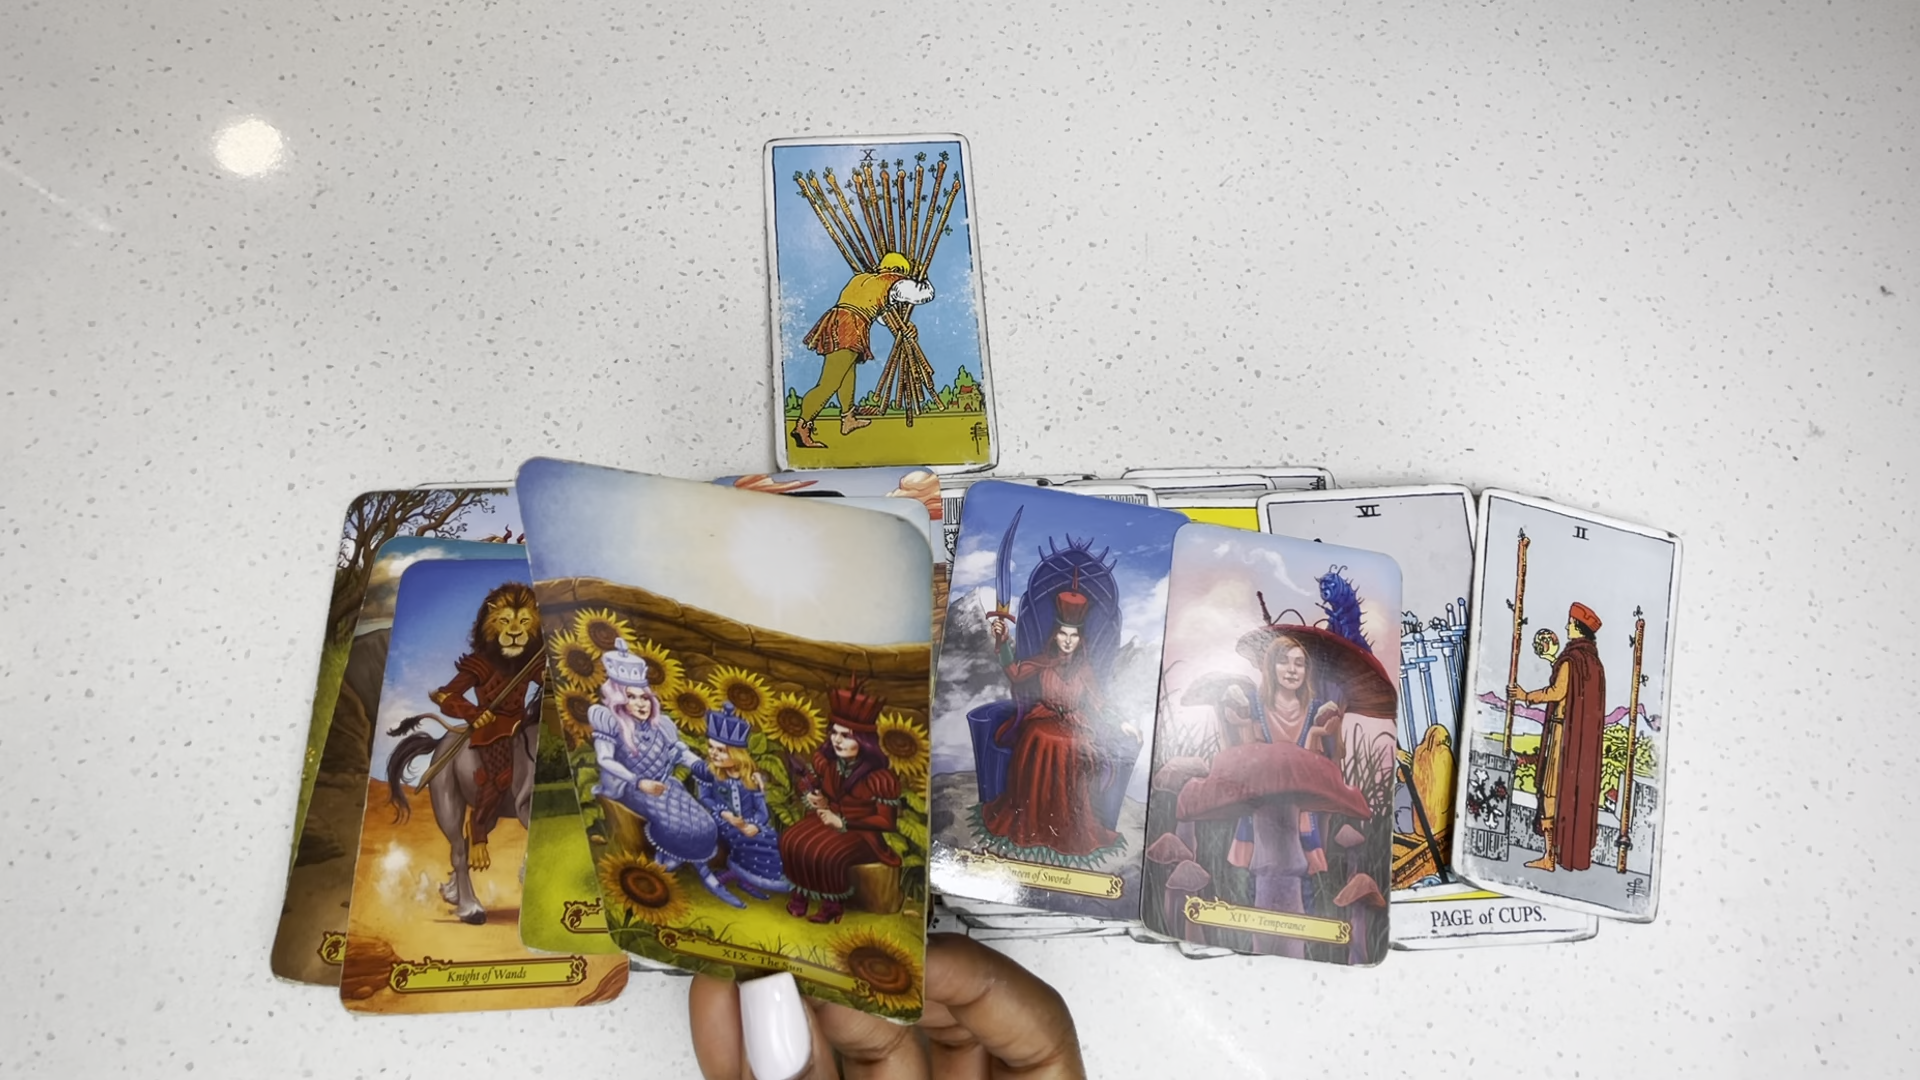 X
VI
II
Queen of Swords
XIV · Temperance
PAGE of CUPS.
XIX · The Sun
Knight of Wands